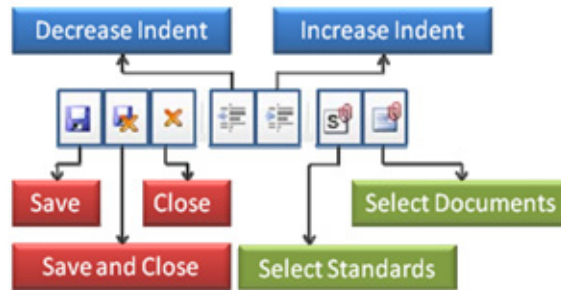 Decrease Indent
Increase Indent
S
Save
Close
Select Documents
Save and Close
Select Standards